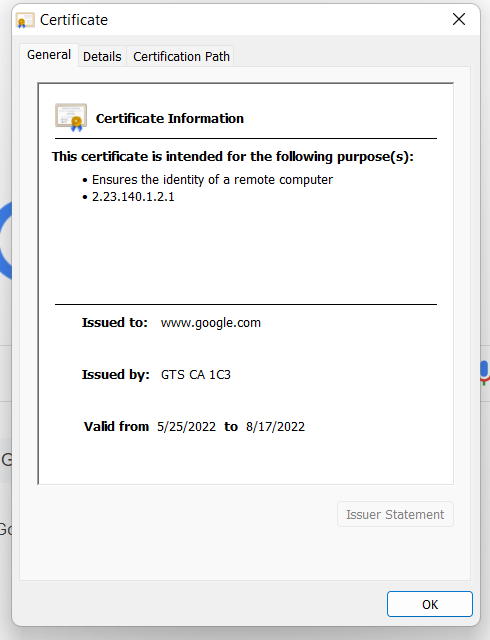 Certificate
General Details Certification Path
Certificate Information
This certificate is intended for the following purpose(s):
• Ensures the identity of a remote computer
• 2.23.140.1.2.1
Issued to: www.google.com
Issued by: GTS CA 1C3
Valid from 5/25/2022 to 8/17/2022
G
Issuer Statement
Go
OK